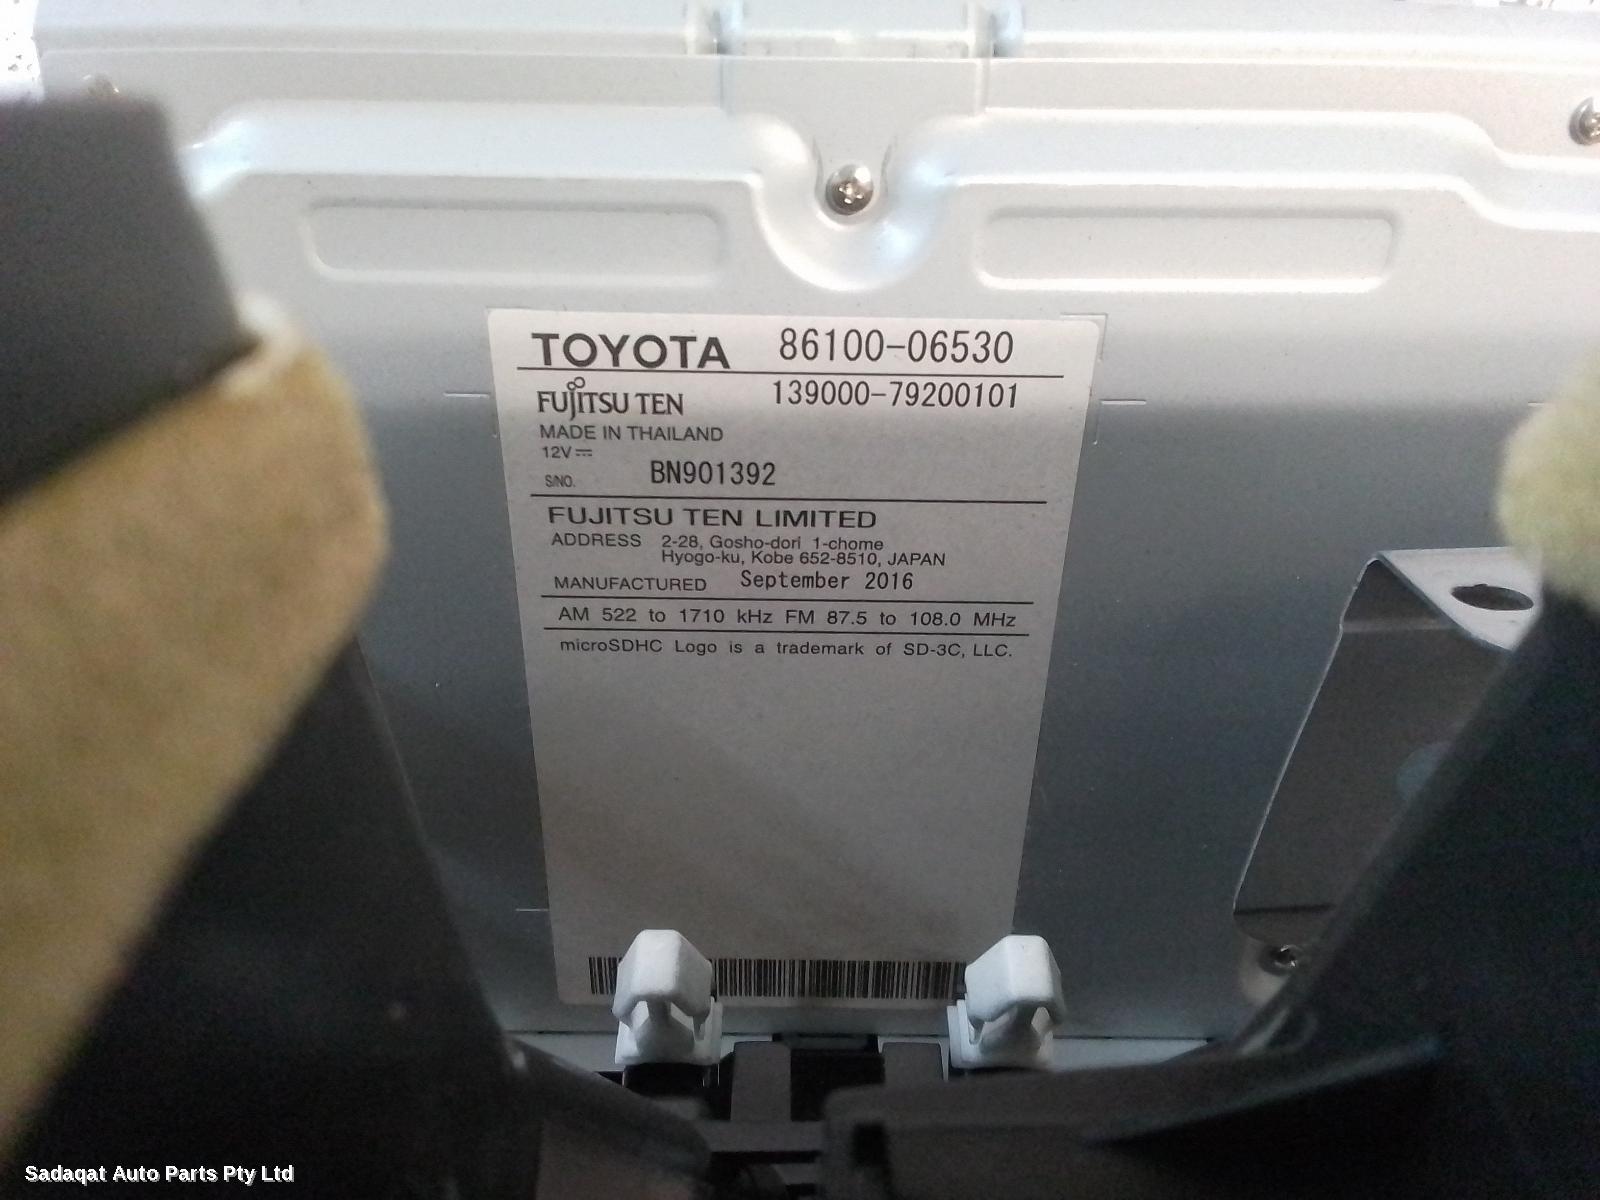 TOYOTA 86100-06530
FUJITSU TEN 139000-79200101
MADE IN THAILAND
12V
S/NO. BN901392
FUJITSU TEN LIMITED
ADDRESS 2-28, Gosho-dori 1-chome
Hyogo-ku, Kobe 652-8510, JAPAN
MANUFACTURED September 2016
AM 522 to 1710 kHz FM 87.5 to 108.0 MHz
microSDHC Logo is a trademark of SD-3C, LLC.
Sadaqat Auto Parts Pty Ltd